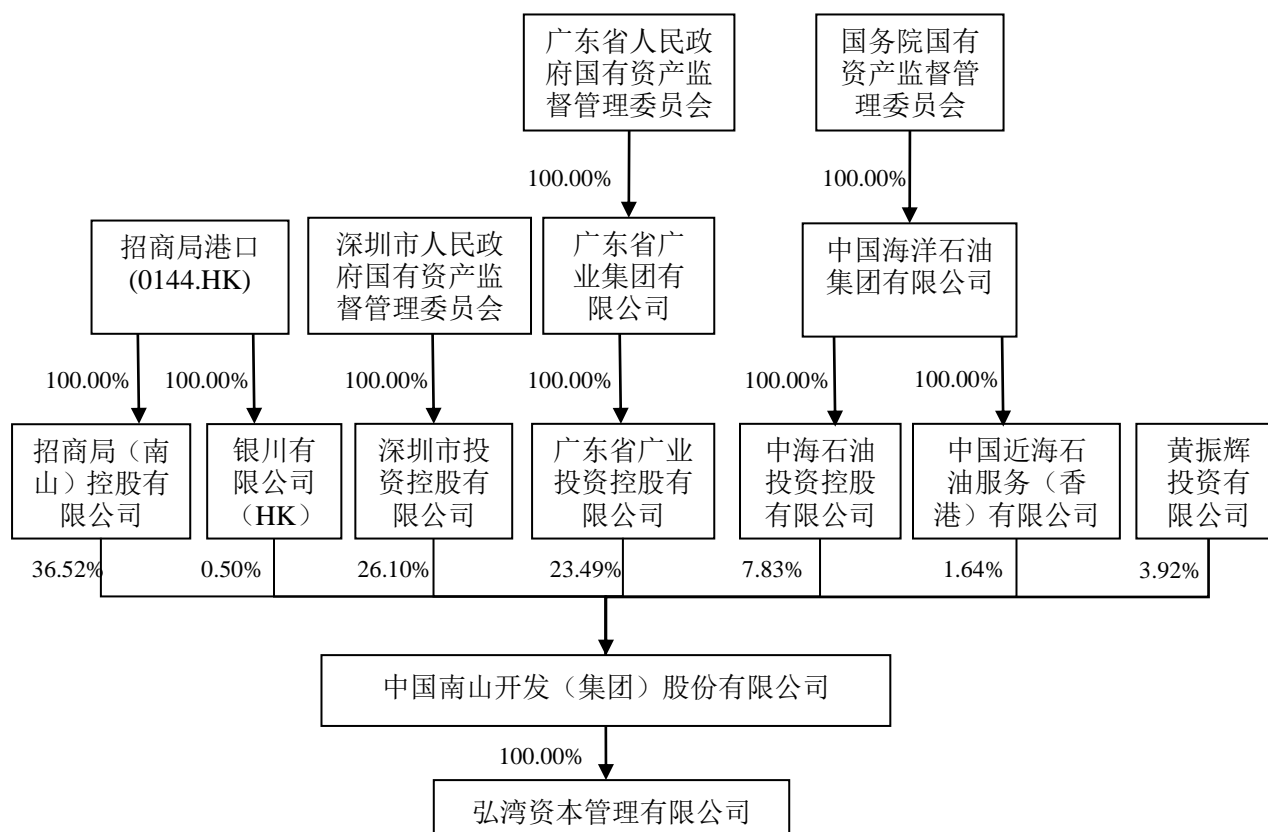 广东省人民政
府国有资产监
督管理委员会
国务院国有
资产监督管
理委员会
100.00%
100.00%
招商局港口
(0144.HK)
深圳市人民政
府国有资产监
督管理委员会
广东省广
业集团有
限公司
中国海洋石油
集团有限公司
100.00%
100.00%
100.00%
100.00%
100.00%
100.00%
招商局（南
山）控股有
限公司
银川有
限公司
（HK）
深圳市投
资控股有
限公司
广东省广业
投资控股有
限公司
中海石油
投资控股
有限公司
中国近海石
油服务（香
港）有限公司
黄振辉
投资有
限公司
36.52%
0.50%
26.10%
23.49%
7.83%
1.64%
3.92%
中国南山开发（集团）股份有限公司
100.00%
弘湾资本管理有限公司